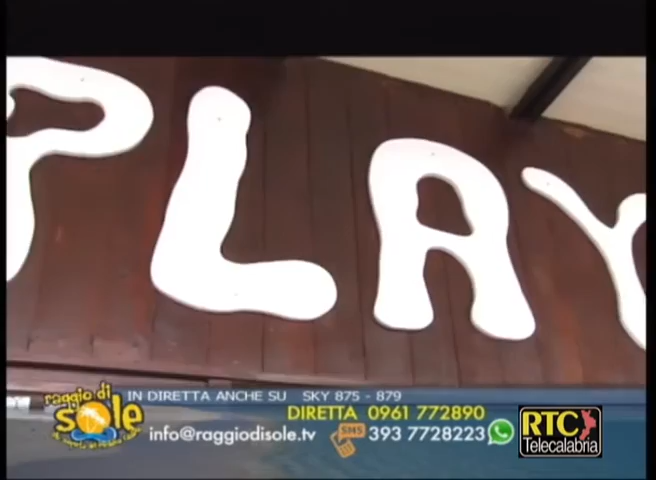 PLAY
raggio di
sole
IN DIRETTA ANCHE SU SKY 875 - 879
DIRETTA 0961 772890
info@raggiodisole.tv
SMS
393 7728223
RTC
Telecalabria